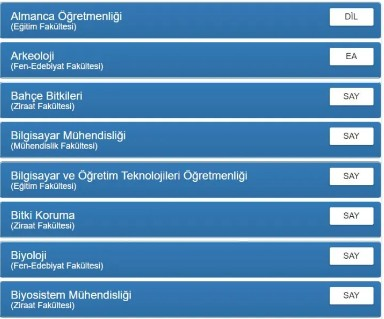 Almanca Öğretmenliği
(Eğitim Fakültesi)
DİL
Arkeoloji
(Fen-Edebiyat Fakültesi)
EA
Bahçe Bitkileri
(Ziraat Fakültesi)
SAY
Bilgisayar Mühendisliği
(Mühendislik Fakültesi)
SAY
Bilgisayar ve Öğretim Teknolojileri Öğretmenliği
(Eğitim Fakültesi)
SAY
Bitki Koruma
(Ziraat Fakültesi)
SAY
Biyoloji
(Fen-Edebiyat Fakültesi)
SAY
Biyosistem Mühendisliği
(Ziraat Fakültesi)
SAY